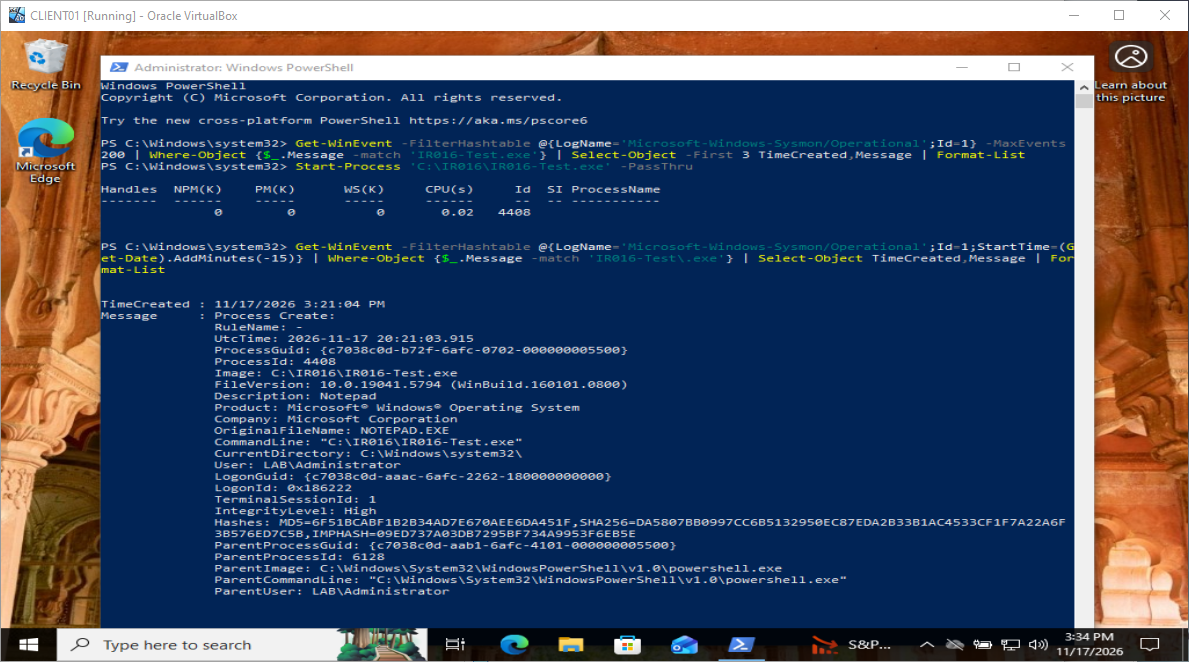 CLIENT01 [Running] - Oracle VirtualBox
Recycle Bin
Microsoft
Edge
Learn about
this picture
Administrator: Windows PowerShell
Windows PowerShell
Copyright (C) Microsoft Corporation. All rights reserved.
Try the new cross-platform PowerShell https://aka.ms/pscore6
PS C:\Windows\system32> Get-WinEvent -FilterHashtable @{LogName='Microsoft-Windows-Sysmon/Operational';Id=1} -MaxEvents
200 | Where-Object {$_.Message -match 'IR016-Test.exe'} | Select-Object -First 3 TimeCreated,Message | Format-List
PS C:\Windows\system32> Start-Process 'C:\IR016\IR016-Test.exe' -PassThru
Handles  NPM(K)    PM(K)      WS(K)     CPU(s)     Id  SI ProcessName
-------  ------    -----      -----     ------     --  -- -----------
0        0          0       0.02   4408
PS C:\Windows\system32> Get-WinEvent -FilterHashtable @{LogName='Microsoft-Windows-Sysmon/Operational';Id=1;StartTime=(G
et-Date).AddMinutes(-15)} | Where-Object {$_.Message -match 'IR016-Test\.exe'} | Select-Object TimeCreated,Message | For
mat-List
TimeCreated : 11/17/2026 3:21:04 PM
Message     : Process Create:
RuleName: -
UtcTime: 2026-11-17 20:21:03.915
ProcessGuid: {c7038c0d-b72f-6afc-0702-000000005500}
ProcessId: 4408
Image: C:\IR016\IR016-Test.exe
FileVersion: 10.0.19041.5794 (WinBuild.160101.0800)
Description: Notepad
Product: Microsoft® Windows® Operating System
Company: Microsoft Corporation
OriginalFileName: NOTEPAD.EXE
CommandLine: "C:\IR016\IR016-Test.exe"
CurrentDirectory: C:\Windows\system32\
User: LAB\Administrator
LogonGuid: {c7038c0d-aaac-6afc-2262-180000000000}
LogonId: 0x186222
TerminalSessionId: 1
IntegrityLevel: High
Hashes: MD5=6F51BCABF1B2B34AD7E670AEE6DA451F,SHA256=DA5807BB0997CC6B5132950EC87EDA2B33B1AC4533CF1F7A22A6F
3B576ED7C5B,IMPHASH=09ED737A03DB7295BF734A9953F6EB5E
ParentProcessGuid: {c7038c0d-aab1-6afc-4101-000000005500}
ParentProcessId: 6128
ParentImage: C:\Windows\System32\WindowsPowerShell\v1.0\powershell.exe
ParentCommandLine: "C:\Windows\System32\WindowsPowerShell\v1.0\powershell.exe"
ParentUser: LAB\Administrator
Type here to search
S&P...
3:34 PM
11/17/2026